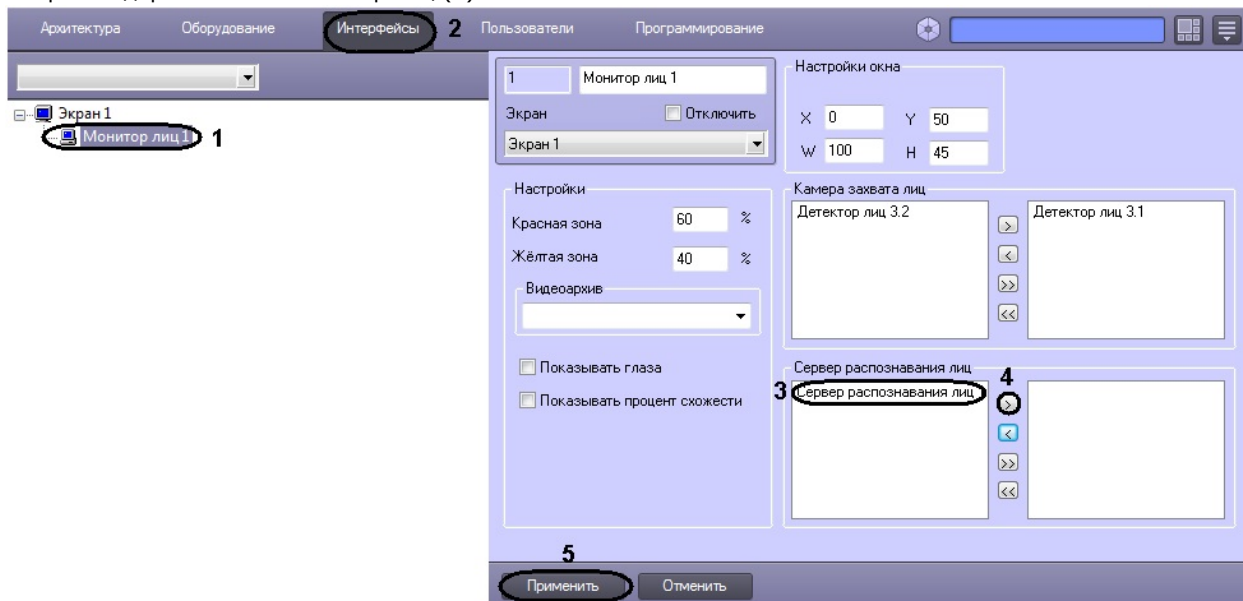 Архитектура Оборудование Интерфейсы 2 Пользователи Программирование
Экран 1
Монитор лиц 1 1
1 Монитор лиц 1
Экран Отключить
Экран 1
Настройки окна
X 0 Y 50
W 100 H 45
Настройки
Красная зона 60 %
Жёлтая зона 40 %
Видеоархив
Показывать глаза
Показывать процент схожести
Камера захвата лиц
Детектор лиц 3.2 > Детектор лиц 3.1
<
>>
<<
Сервер распознавания лиц 4
3 Сервер распознавания лиц >
<
>>
<<
5
Применить Отменить